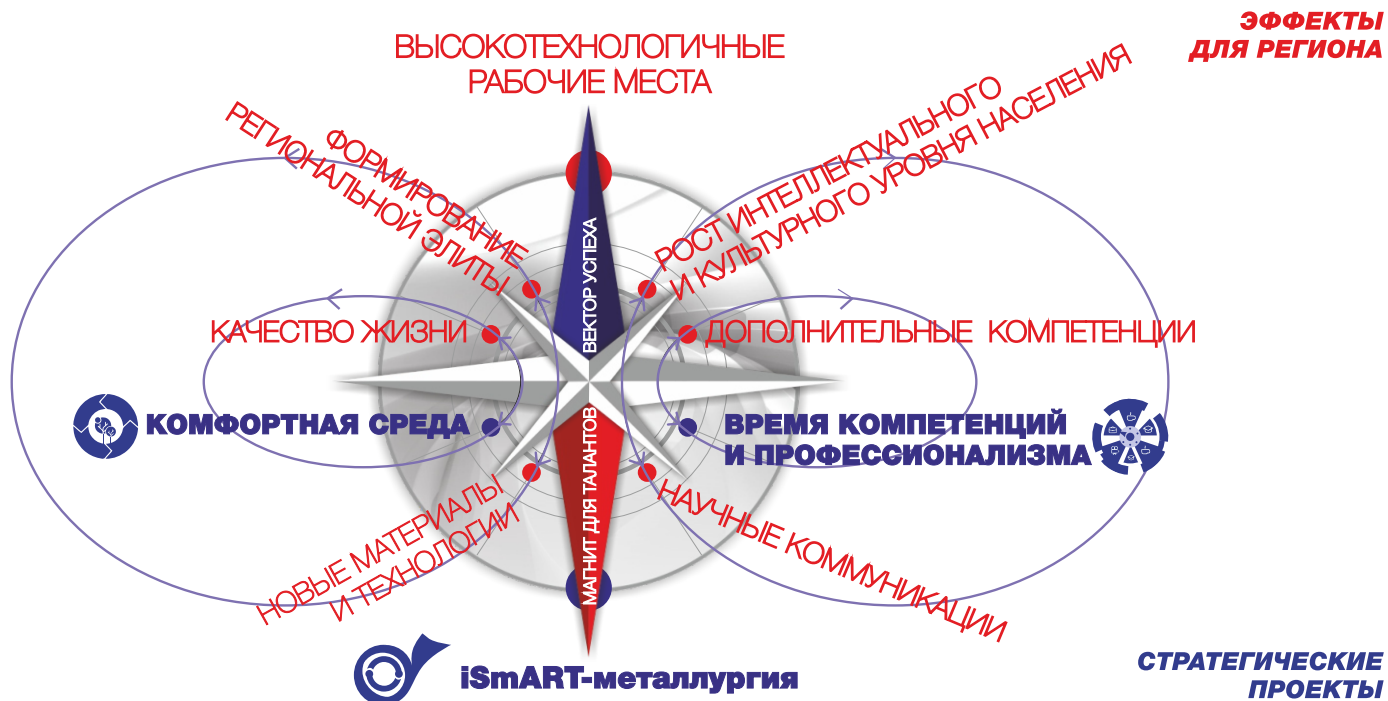 ЭФФЕКТЫ
ДЛЯ РЕГИОНА
ВЫСОКОТЕХНОЛОГИЧНЫЕ
РАБОЧИЕ МЕСТА
ФОРМИРОВАНИЕ
РЕГИОНАЛЬНОЙ ЭЛИТЫ
РОСТ ИНТЕЛЛЕКТУАЛЬНОГО
И КУЛЬТУРНОГО УРОВНЯ НАСЕЛЕНИЯ
ВЕКТОР УСПЕХА
КАЧЕСТВО ЖИЗНИ
ДОПОЛНИТЕЛЬНЫЕ КОМПЕТЕНЦИИ
КОМФОРТНАЯ СРЕДА
ВРЕМЯ КОМПЕТЕНЦИЙ
И ПРОФЕССИОНАЛИЗМА
МАГНИТ ДЛЯ ТАЛАНТОВ
НОВЫЕ МАТЕРИАЛЫ
И ТЕХНОЛОГИИ
НАУЧНЫЕ КОММУНИКАЦИИ
iSmART-металлургия
СТРАТЕГИЧЕСКИЕ
ПРОЕКТЫ